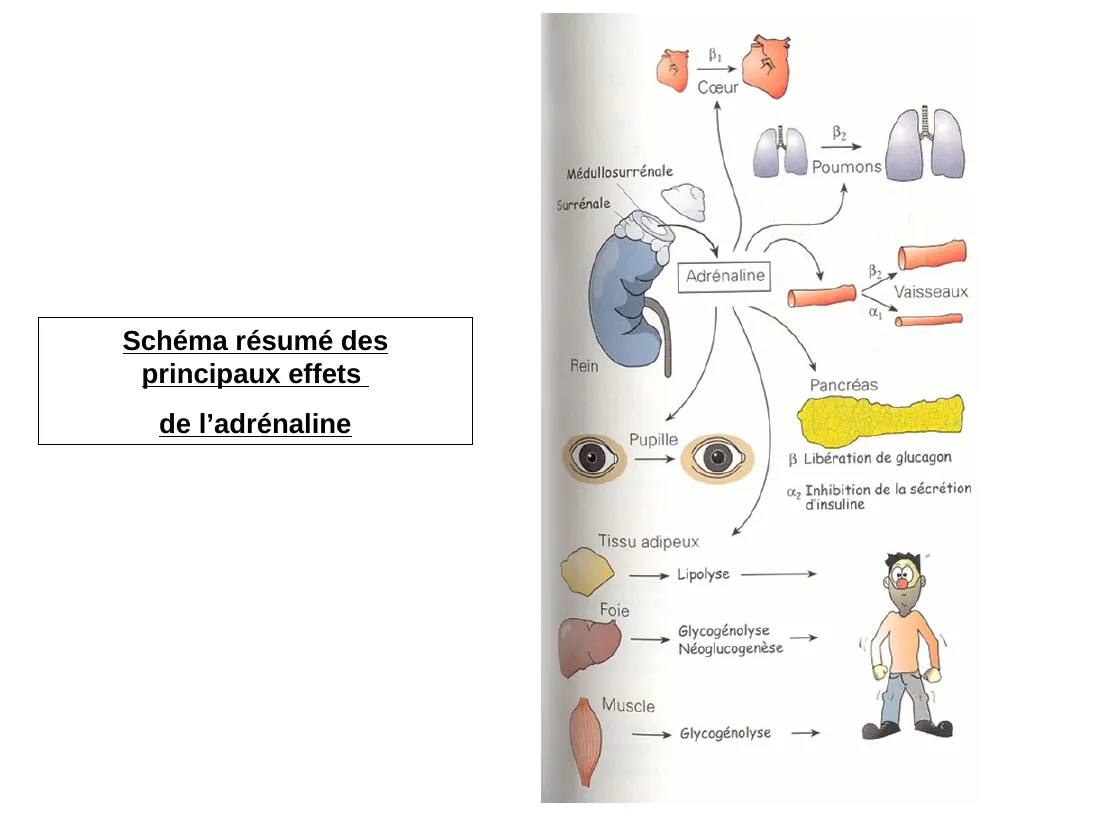 Schéma résumé des
principaux effets
de l’adrénaline
β1
Cœur
β2
Poumons
Médullosurrénale
Surrénale
Adrénaline
β2
Vaisseaux
α1
Rein
Pancréas
Pupille
β Libération de glucagon
α2 Inhibition de la sécrétion
d'insuline
Tissu adipeux
Lipolyse
Foie
Glycogénolyse
Néoglucogenèse
Muscle
Glycogénolyse